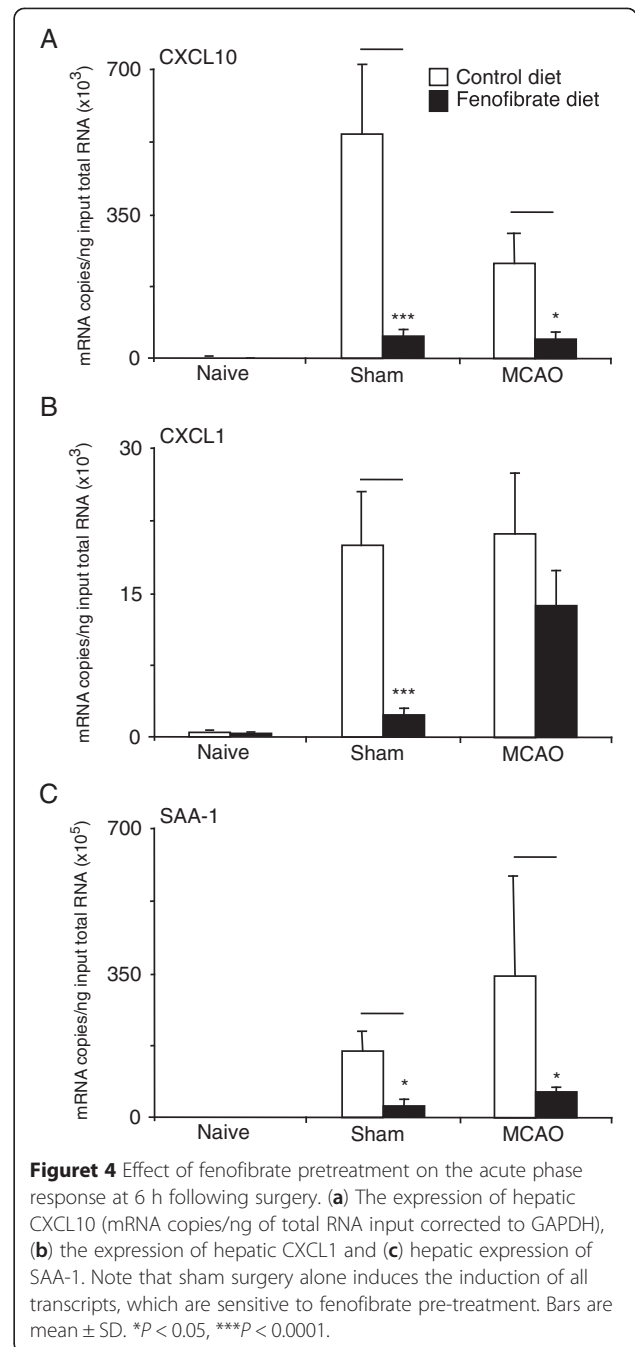 A
CXCL10
700
350
0
mRNA copies/ng input total RNA (x10³)
Control diet
Fenofibrate diet
***
*
Naive Sham MCAO
B
CXCL1
30
15
0
mRNA copies/ng input total RNA (x10³)
***
Naive Sham MCAO
C
SAA-1
700
350
0
mRNA copies/ng input total RNA (x10⁵)
*
*
Naive Sham MCAO
Figuret 4 Effect of fenofibrate pretreatment on the acute phase
response at 6 h following surgery. (a) The expression of hepatic
CXCL10 (mRNA copies/ng of total RNA input corrected to GAPDH),
(b) the expression of hepatic CXCL1 and (c) hepatic expression of
SAA-1. Note that sham surgery alone induces the induction of all
transcripts, which are sensitive to fenofibrate pre-treatment. Bars are
mean ± SD. *P < 0.05, ***P < 0.0001.